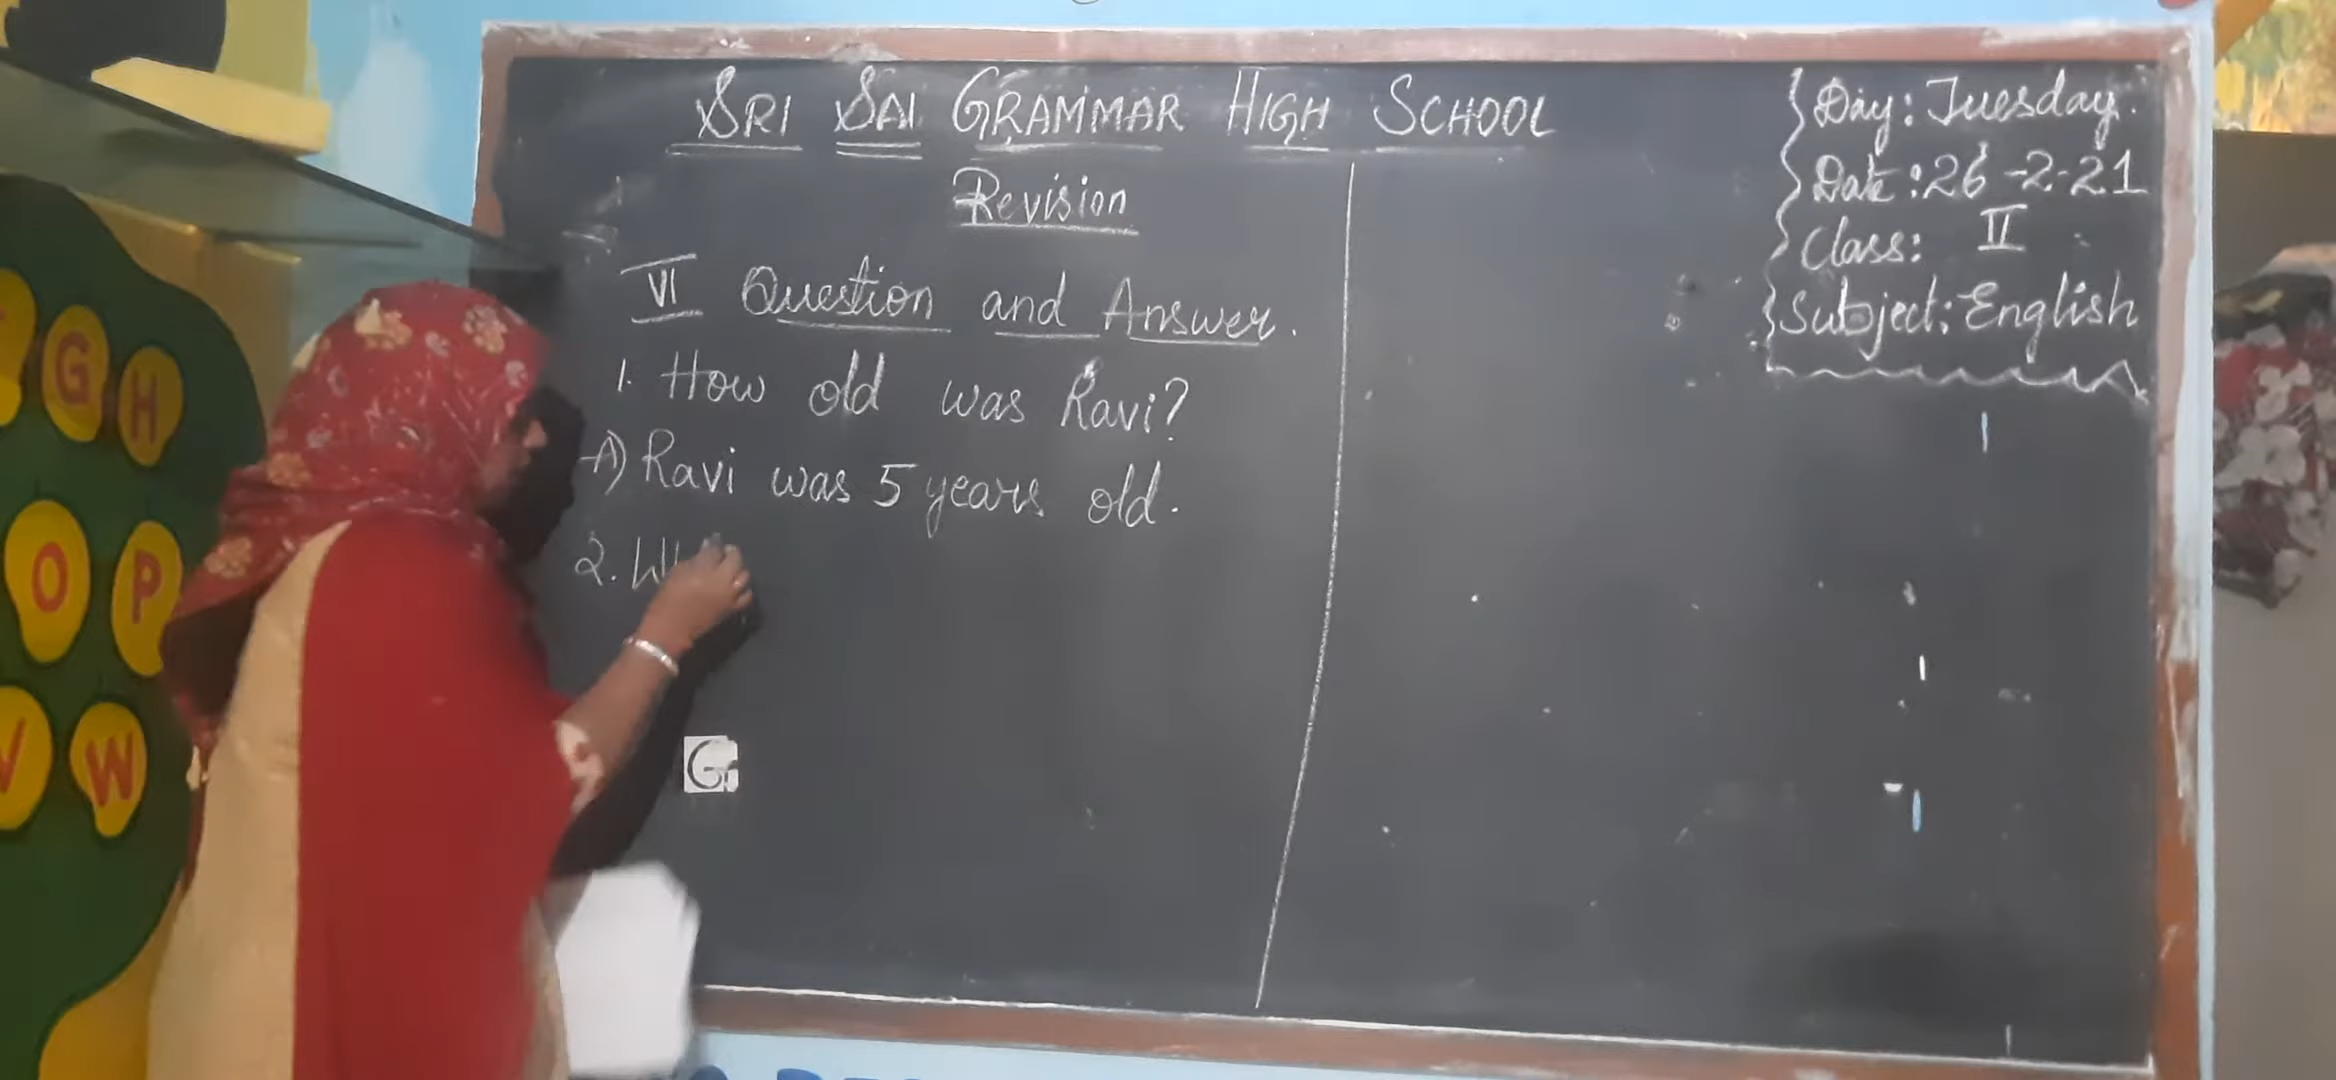 SRI SAI GRAMMAR HIGH SCHOOL
Day: Tuesday.
Date: 26-2-21
Class: II
Subject: English
Revision
VI Question and Answer.
1. How old was Ravi?
A) Ravi was 5 years old.
2. Wh
G
G H
O P
V W